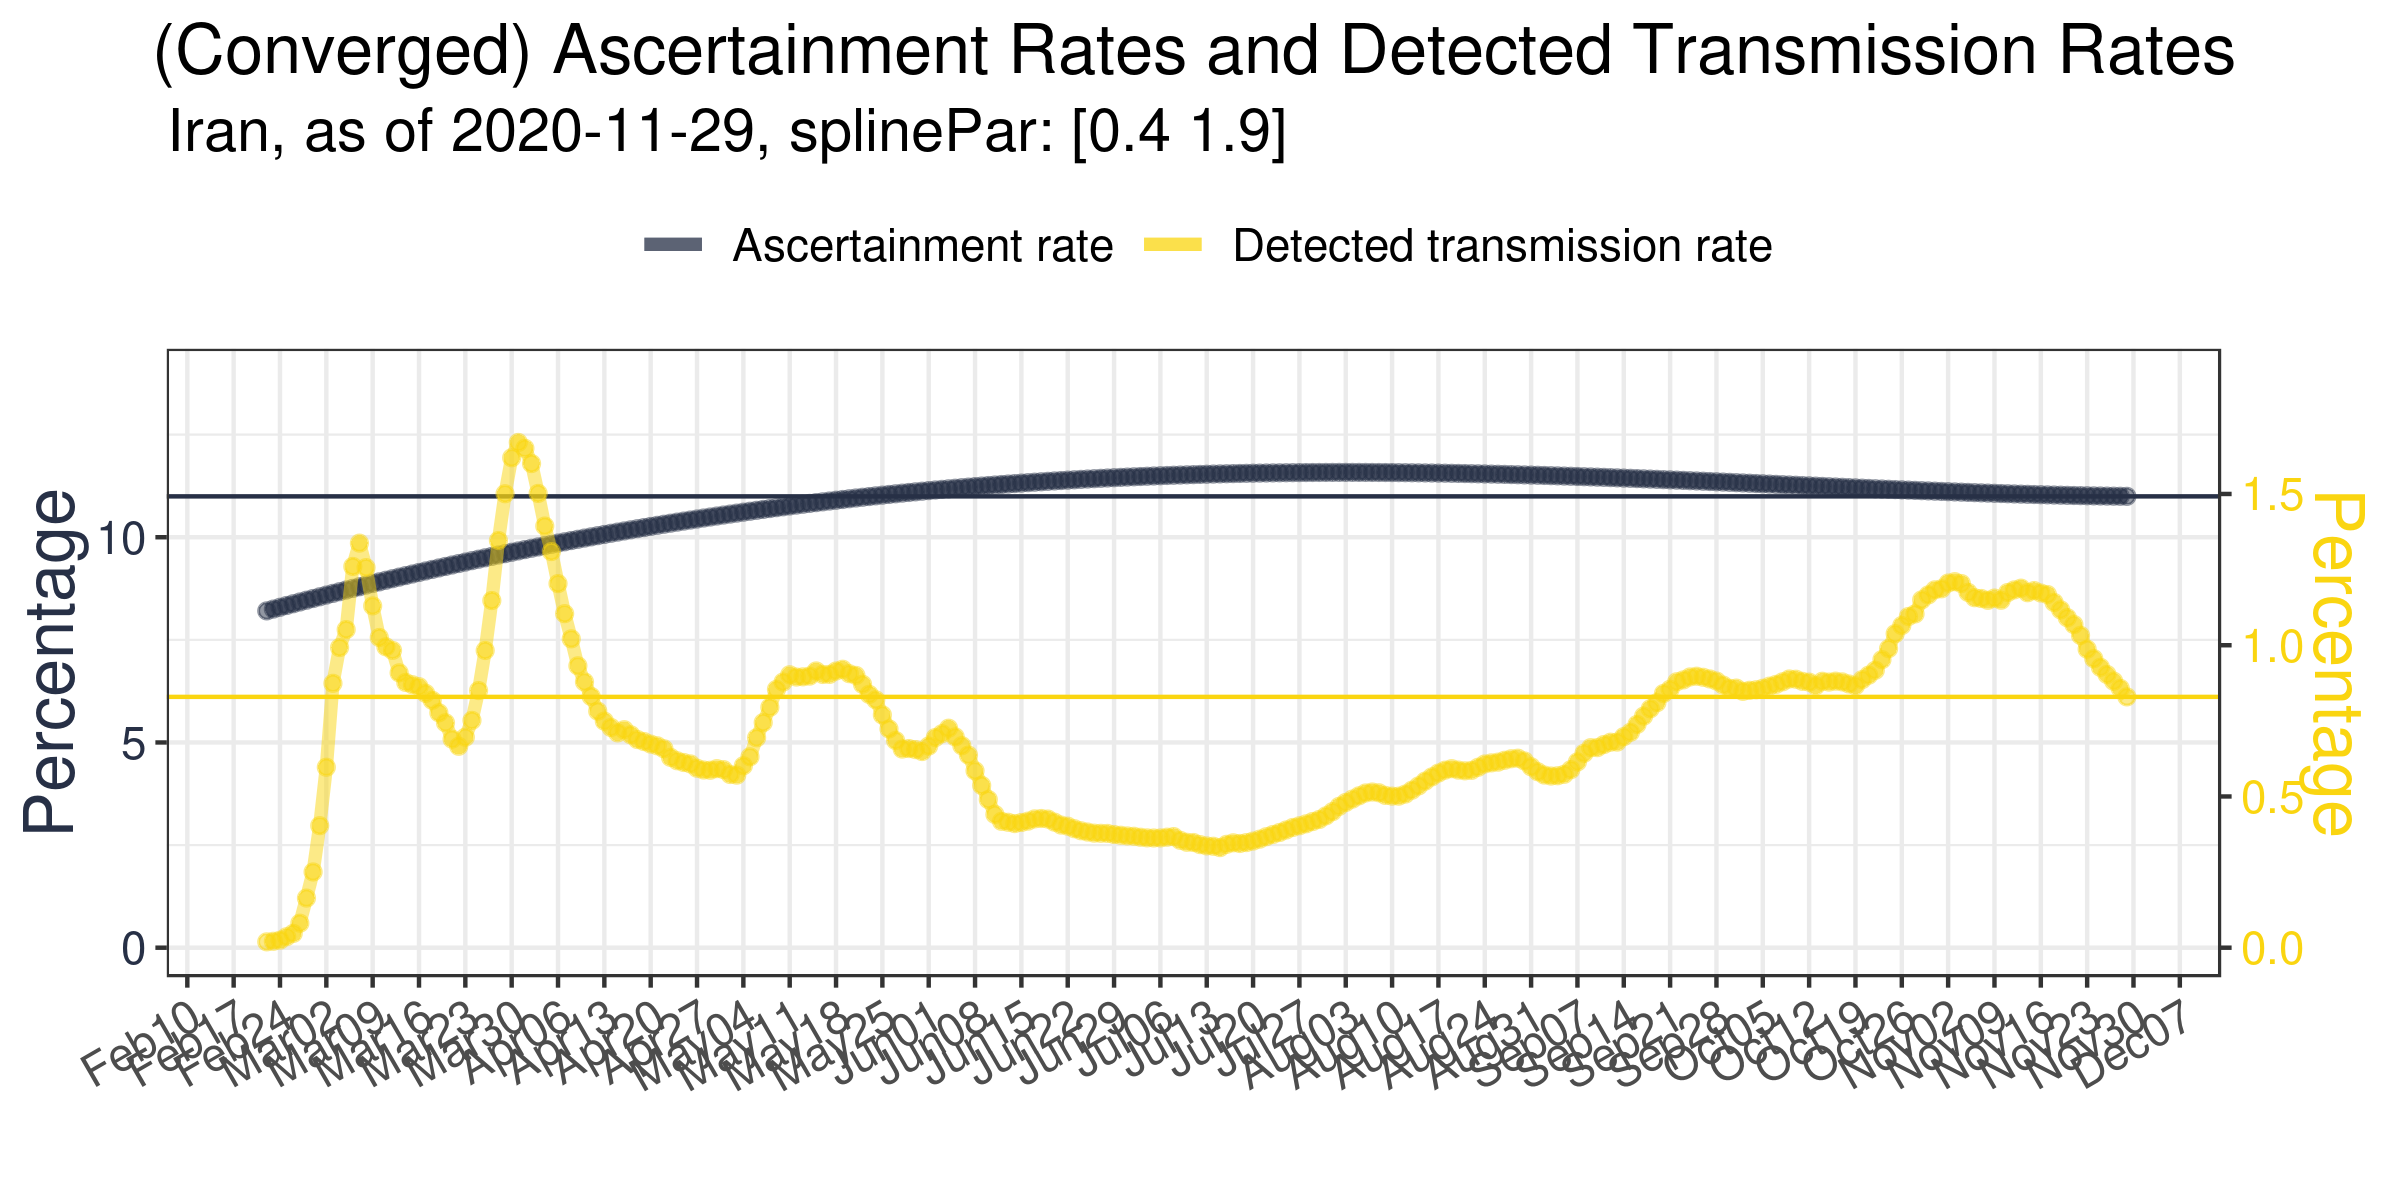 (Converged) Ascertainment Rates and Detected Transmission Rates
Iran, as of 2020-11-29, splinePar: [0.4 1.9]
Ascertainment rate
Detected transmission rate
Percentage
10
5
0
1.5
1.0
0.5
0.0
Percentage
Feb10
Feb17
Feb24
Mar02
Mar09
Mar16
Mar23
Mar30
Apr06
Apr13
Apr20
Apr27
May04
May11
May18
May25
Jun01
Jun08
Jun15
Jun22
Jun29
Jul06
Jul13
Jul20
Jul27
Aug03
Aug10
Aug17
Aug24
Aug31
Sep07
Sep14
Sep21
Sep28
Oct05
Oct12
Oct19
Oct26
Nov02
Nov09
Nov16
Nov23
Nov30
Dec07